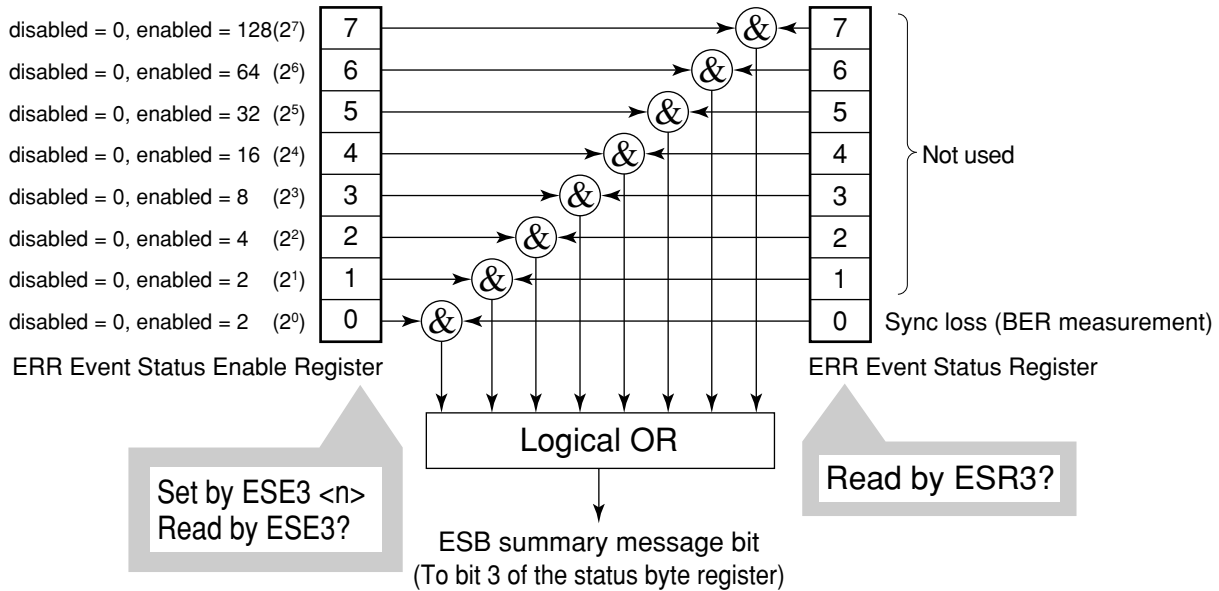 disabled = 0, enabled = 128(2⁷) 7 & 7
disabled = 0, enabled = 64 (2⁶) 6 & 6
disabled = 0, enabled = 32 (2⁵) 5 & 5
disabled = 0, enabled = 16 (2⁴) 4 & 4 Not used
disabled = 0, enabled = 8 (2³) 3 & 3
disabled = 0, enabled = 4 (2²) 2 & 2
disabled = 0, enabled = 2 (2¹) 1 & 1
disabled = 0, enabled = 2 (2⁰) 0 & 0 Sync loss (BER measurement)
ERR Event Status Enable Register
ERR Event Status Register
Logical OR
Set by ESE3 <n>
Read by ESE3?
Read by ESR3?
ESB summary message bit
(To bit 3 of the status byte register)